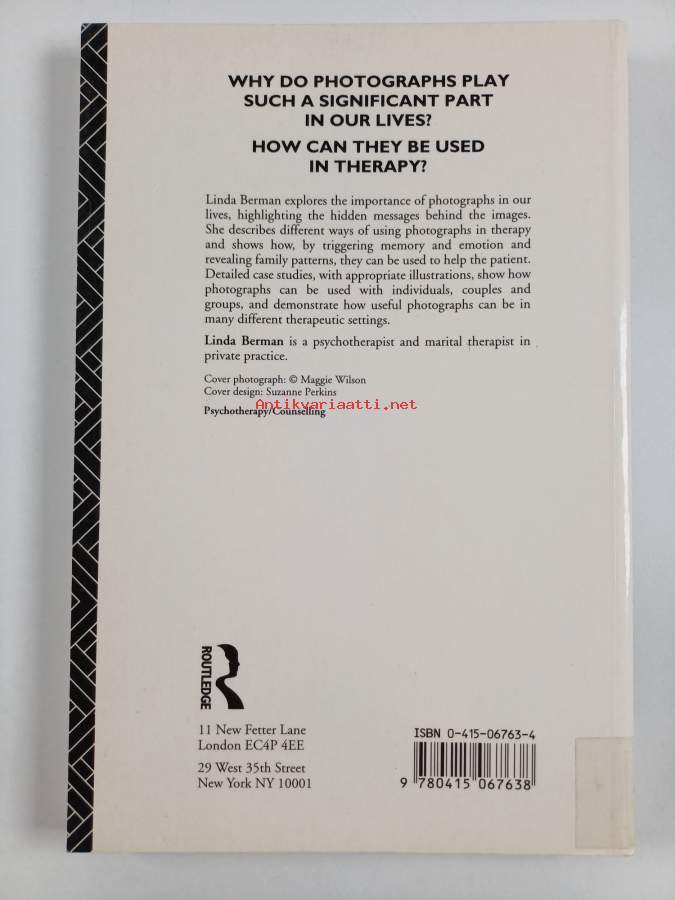 WHY DO PHOTOGRAPHS PLAY
SUCH A SIGNIFICANT PART
IN OUR LIVES?
HOW CAN THEY BE USED
IN THERAPY?
Linda Berman explores the importance of photographs in our
lives, highlighting the hidden messages behind the images.
She describes different ways of using photographs in therapy
and shows how, by triggering memory and emotion and
revealing family patterns, they can be used to help the patient.
Detailed case studies, with appropriate illustrations, show how
photographs can be used with individuals, couples and
groups, and demonstrate how useful photographs can be in
many different therapeutic settings.
Linda Berman is a psychotherapist and marital therapist in
private practice.
Cover photograph: © Maggie Wilson
Cover design: Suzanne Perkins
Antikvariaatti.net
Psychotherapy/Counselling
ROUTLEDGE
11 New Fetter Lane
London EC4P 4EE
29 West 35th Street
New York NY 10001
ISBN 0-415-06763-4
9 780415 067638